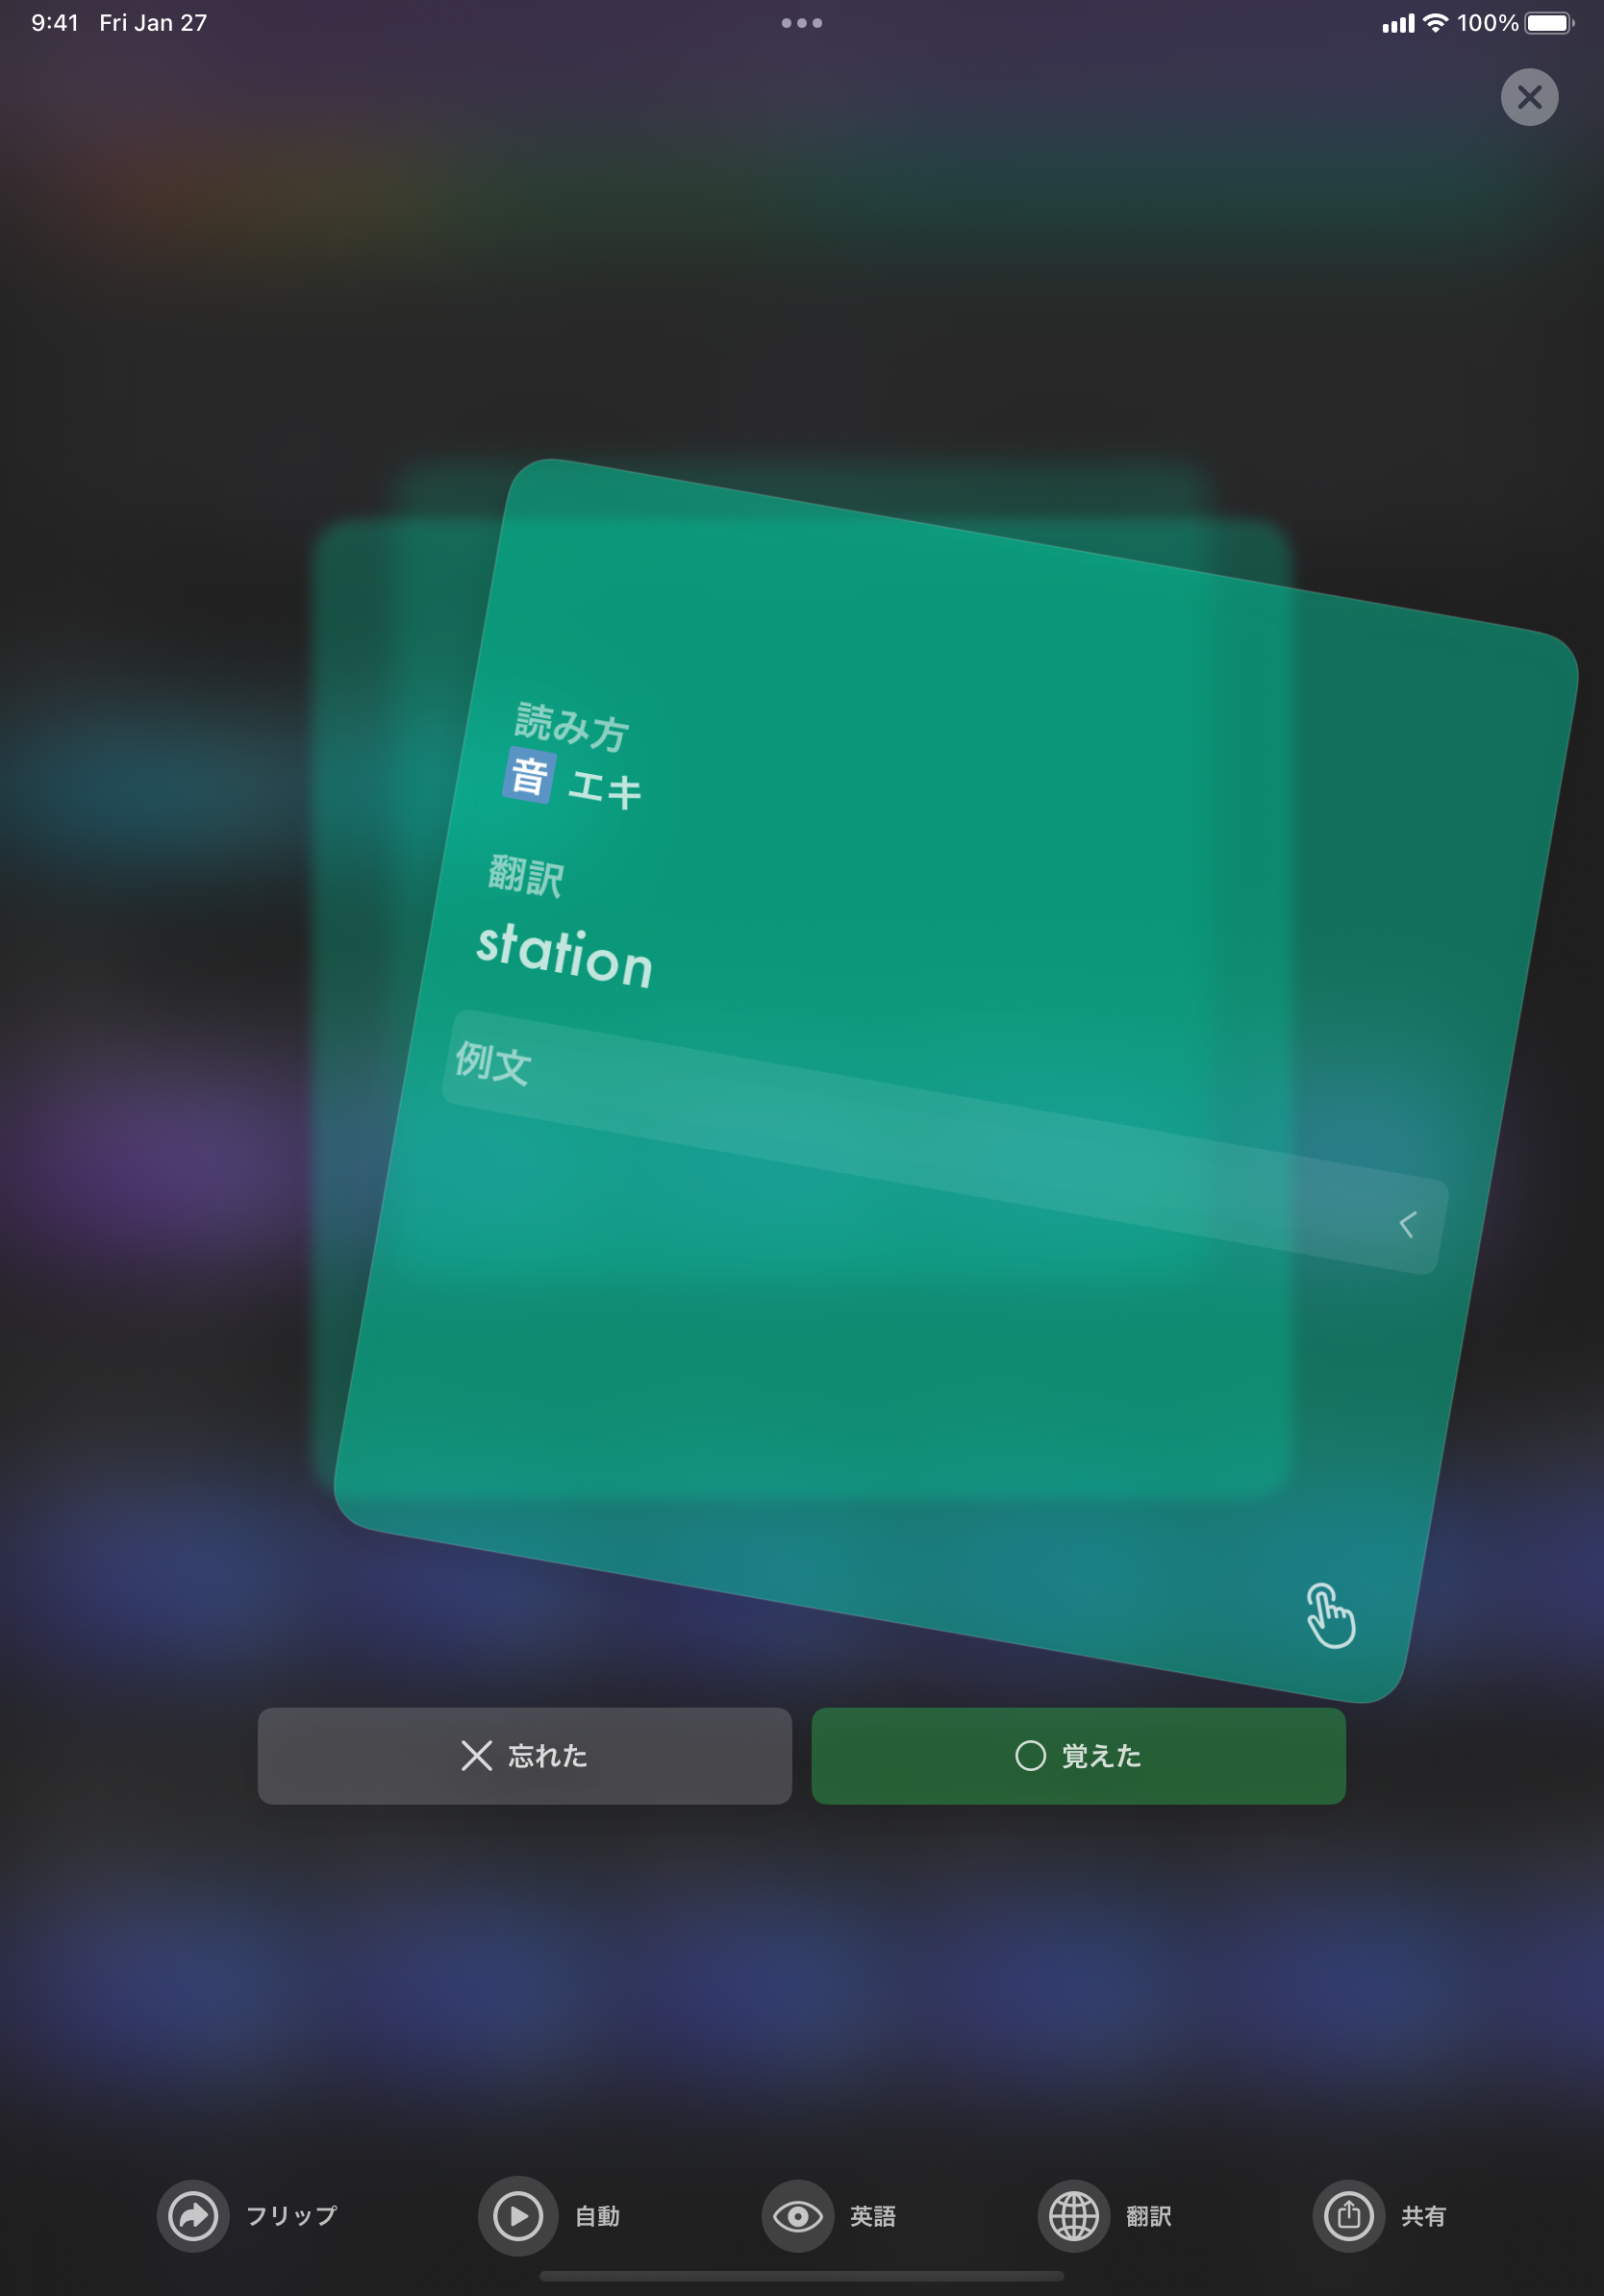 9:41 Fri Jan 27 100%
読み方
音 エキ
翻訳
station
例文
忘れた
覚えた
フリップ
自動
英語
翻訳
共有